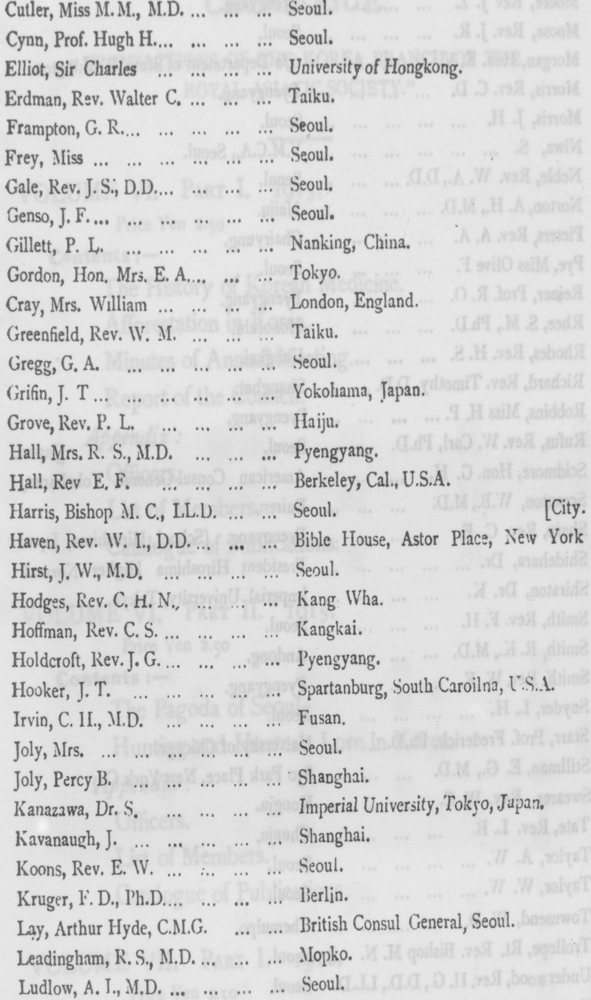 Cutler, Miss M. M., M.D. ... ... ... Seoul.
Cynn, Prof. Hugh H.... ... ... ... Seoul.
Elliot, Sir Charles ... ... ... ... University of Hongkong.
Erdman, Rev. Walter C. ... ... ... Taiku.
Frampton, G. R.... ... ... ... ... Seoul.
Frey, Miss ... ... ... ... ... ... Seoul.
Gale, Rev. J. S., D.D.... ... ... ... Seoul.
Genso, J. F.... ... ... ... ... ... Seoul.
Gillett, P. L. ... ... ... ... ... Nanking, China.
Gordon, Hon. Mrs. E. A.... ... ... Tokyo.
Cray, Mrs. William ... ... ... ... London, England.
Greenfield, Rev. W. M. ... ... ... Taiku.
Gregg, G. A. ... ... ... ... ... Seoul.
Grifin, J. T ... ... ... ... ... ... Yokohama, Japan.
Grove, Rev. P. L. ... ... ... ... Haiju.
Hall, Mrs. R. S., M.D. ... ... ... Pyengyang.
Hall, Rev E. F. ... ... ... ... Berkeley, Cal., U.S.A.
Harris, Bishop M. C., LL.D. ... ... Seoul. [City.
Haven, Rev. W. I., D.D. ... ... ... Bible House, Astor Place, New York
Hirst, J. W., M.D. ... ... ... ... Seoul.
Hodges, Rev. C. H. N., ... ... ... Kang Wha.
Hoffman, Rev. C. S. ... ... ... ... Kangkai.
Holdcroft, Rev. J. G. ... ... ... ... Pyengyang.
Hooker, J. T. ... ... ... ... ... Spartanburg, South Caroilna, U.S.A.
Irvin, C. H., M.D. ... ... ... ... Fusan.
Joly, Mrs. ... ... ... ... ... ... Seoul.
Joly, Percy B. ... ... ... ... ... Shanghai.
Kanazawa, Dr. S. ... ... ... ... Imperial University, Tokyo, Japan.
Kavanaugh, J. ... ... ... ... ... Shanghai.
Koons, Rev. E. W. ... ... ... ... Seoul.
Kruger, F. D., Ph.D.... ... ... ... Berlin.
Lay, Arthur Hyde, C.M.G. ... ... British Consul General, Seoul.
Leadingham, R. S., M.D. ... ... ... Mopko.
Ludlow, A. I., M.D. ... ... ... ... Seoul.